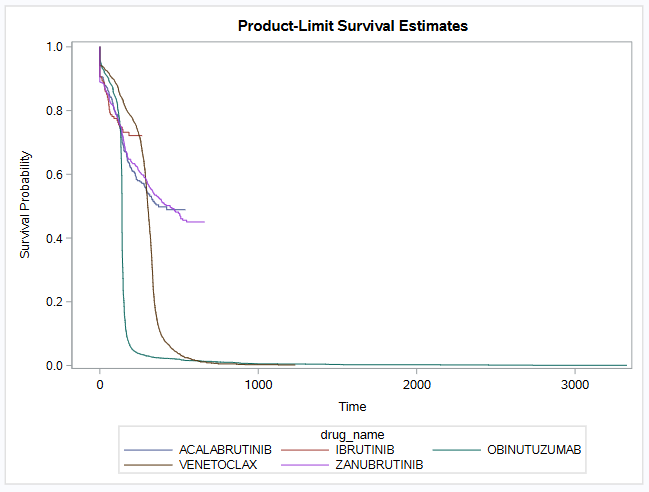 Product-Limit Survival Estimates
1.0
0.8
0.6
0.4
0.2
0.0
Survival Probability
0 1000 2000 3000
Time
drug_name
ACALABRUTINIB IBRUTINIB OBINUTUZUMAB
VENETOCLAX ZANUBRUTINIB